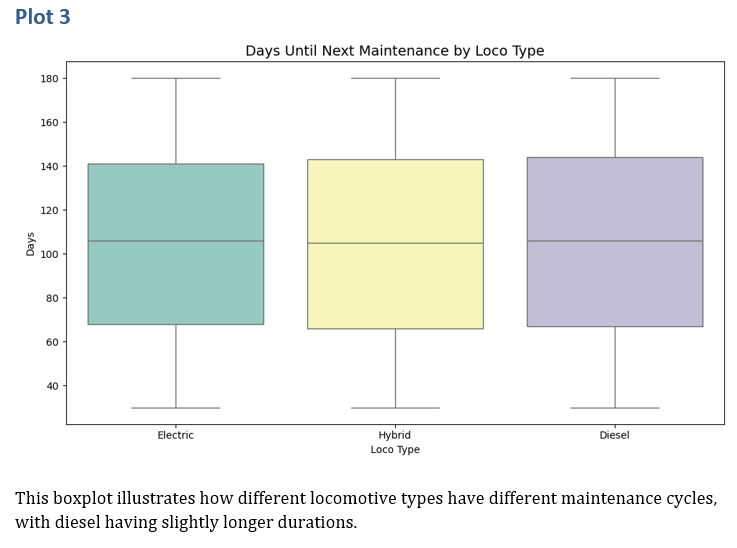 Plot 3
Days Until Next Maintenance by Loco Type
180
160
140
120
100
80
60
40
Days
Electric
Hybrid
Diesel
Loco Type
This boxplot illustrates how different locomotive types have different maintenance cycles,
with diesel having slightly longer durations.